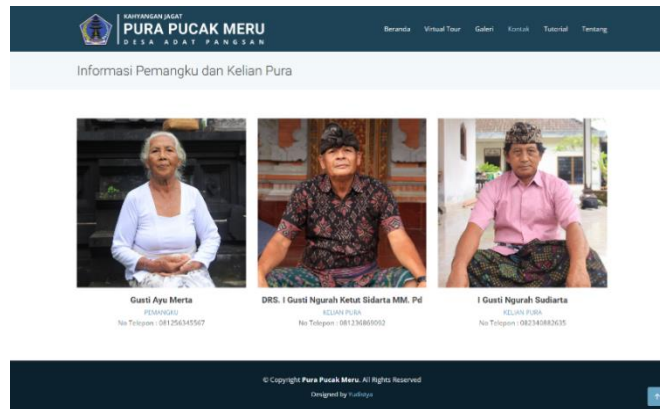 KAHYANGAN JAGAT
PURA PUCAK MERU
DESA ADAT PANGSAN
Beranda Virtual Tour Galeri Kontak Tutorial Tentang
Informasi Pemangku dan Kelian Pura
Gusti Ayu Merta
PEMANGKU
No Telepon : 081256345567
DRS. I Gusti Ngurah Ketut Sidarta MM. Pd
KELIAN PURA
No Telepon : 081236869092
I Gusti Ngurah Sudiarta
KELIAN PURA
No Telepon : 082340882635
© Copyright Pura Pucak Meru. All Rights Reserved
Designed by Yudistya